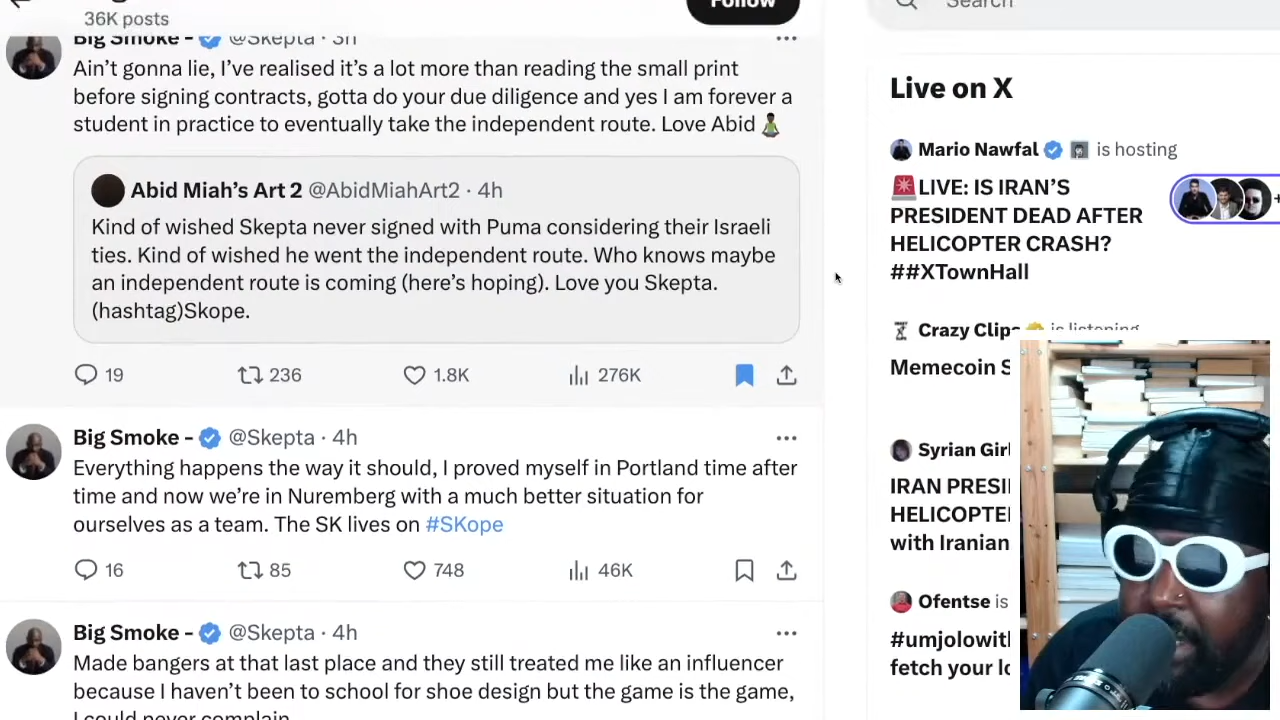 36K posts
Follow
Search
Big Smoke - @Skepta · 3h
Ain’t gonna lie, I’ve realised it’s a lot more than reading the small print
before signing contracts, gotta do your due diligence and yes I am forever a
student in practice to eventually take the independent route. Love Abid
Abid Miah’s Art 2 @AbidMiahArt2 · 4h
Kind of wished Skepta never signed with Puma considering their Israeli
ties. Kind of wished he went the independent route. Who knows maybe
an independent route is coming (here’s hoping). Love you Skepta.
(hashtag)Skope.
19 236 1.8K 276K
Big Smoke - @Skepta · 4h
Everything happens the way it should, I proved myself in Portland time after
time and now we’re in Nuremberg with a much better situation for
ourselves as a team. The SK lives on #SKope
16 85 748 46K
Big Smoke - @Skepta · 4h
Made bangers at that last place and they still treated me like an influencer
because I haven’t been to school for shoe design but the game is the game,
I could never complain
Live on X
Mario Nawfal is hosting
LIVE: IS IRAN’S
PRESIDENT DEAD AFTER
HELICOPTER CRASH?
##XTownHall
Crazy Clips is listening
Memecoin S
Syrian Girl
IRAN PRESI
HELICOPTE
with Iranian
Ofentse is
#umjolowit
fetch your lo